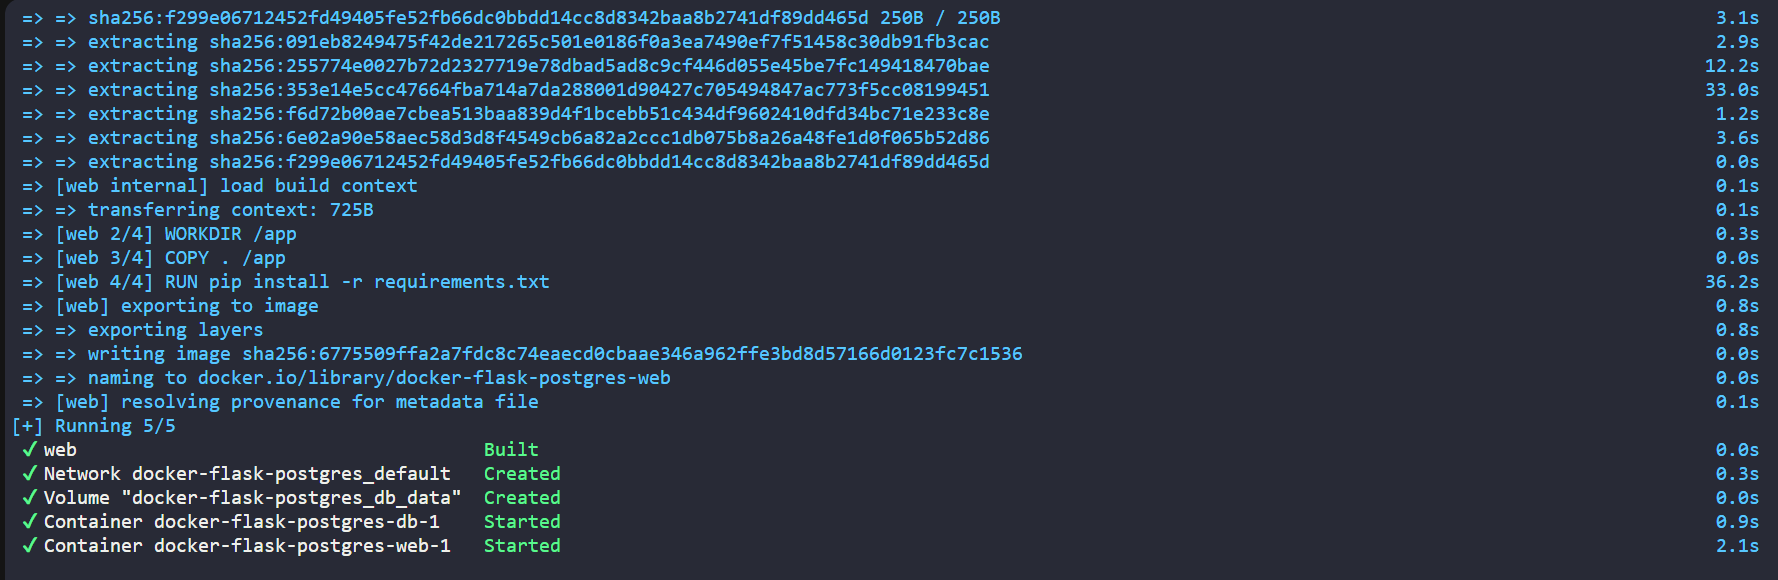 => => sha256:f299e06712452fd49405fe52fb66dc0bbdd14cc8d8342baa8b2741df89dd465d 250B / 250B 3.1s
=> => extracting sha256:091eb8249475f42de217265c501e0186f0a3ea7490ef7f51458c30db91fb3cac 2.9s
=> => extracting sha256:255774e0027b72d2327719e78dbad5ad8c9cf446d055e45be7fc149418470bae 12.2s
=> => extracting sha256:353e14e5cc47664fba714a7da288001d90427c705494847ac773f5cc08199451 33.0s
=> => extracting sha256:f6d72b00ae7cbea513baa839d4f1bcebb51c434df9602410dfd34bc71e233c8e 1.2s
=> => extracting sha256:6e02a90e58aec58d3d8f4549cb6a82a2ccc1db075b8a26a48fe1d0f065b52d86 3.6s
=> => extracting sha256:f299e06712452fd49405fe52fb66dc0bbdd14cc8d8342baa8b2741df89dd465d 0.0s
=> [web internal] load build context 0.1s
=> => transferring context: 725B 0.1s
=> [web 2/4] WORKDIR /app 0.3s
=> [web 3/4] COPY . /app 0.0s
=> [web 4/4] RUN pip install -r requirements.txt 36.2s
=> [web] exporting to image 0.8s
=> => exporting layers 0.8s
=> => writing image sha256:6775509ffa2a7fdc8c74eaecd0cbaae346a962ffe3bd8d57166d0123fc7c1536 0.0s
=> => naming to docker.io/library/docker-flask-postgres-web 0.0s
=> [web] resolving provenance for metadata file 0.1s
[+] Running 5/5
✓ web Built 0.0s
✓ Network docker-flask-postgres_default Created 0.3s
✓ Volume "docker-flask-postgres_db_data" Created 0.0s
✓ Container docker-flask-postgres-db-1 Started 0.9s
✓ Container docker-flask-postgres-web-1 Started 2.1s